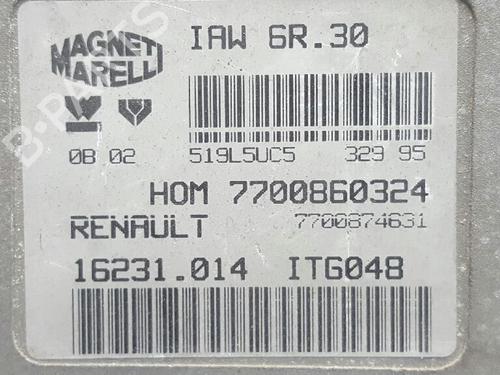 MAGNETI
MARELLI
IAW 6R.30
0B 02
519L5UC5 329 95
HOM 7700860324
RENAULT 7700874631
16231.014 ITG048
B-PARTS